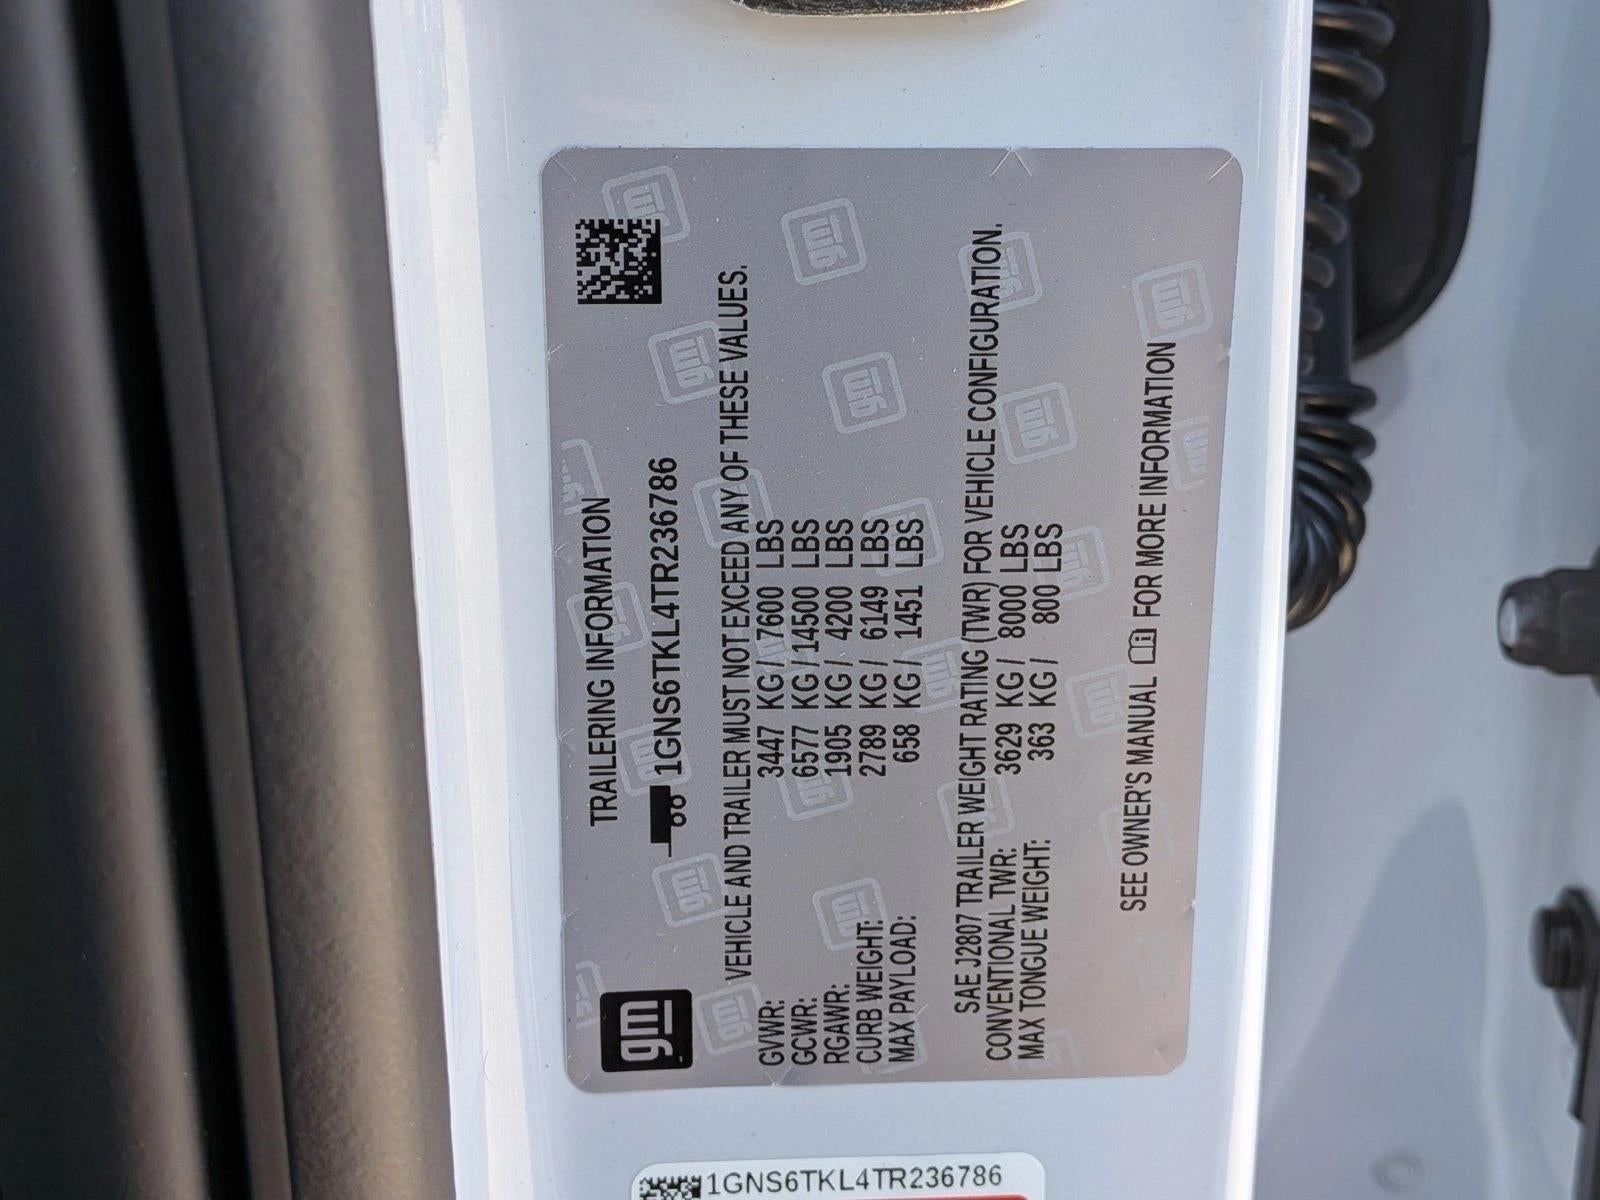 gm
TRAILERING INFORMATION
1GNS6TKL4TR236786
VEHICLE AND TRAILER MUST NOT EXCEED ANY OF THESE VALUES.
GVWR: 3447 KG / 7600 LBS
GCWR: 6577 KG / 14500 LBS
RGAWR: 1905 KG / 4200 LBS
CURB WEIGHT: 2789 KG / 6149 LBS
MAX PAYLOAD: 658 KG / 1451 LBS
SAE J2807 TRAILER WEIGHT RATING (TWR) FOR VEHICLE CONFIGURATION.
CONVENTIONAL TWR: 3629 KG / 8000 LBS
MAX TONGUE WEIGHT: 363 KG / 800 LBS
SEE OWNER'S MANUAL FOR MORE INFORMATION
1GNS6TKL4TR236786